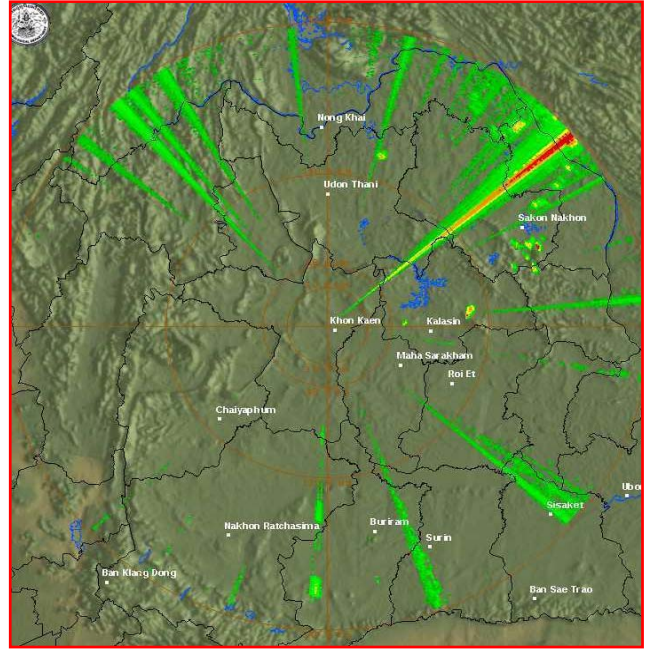 Nong Khai
Udon Thani
Sakon Nakhon
Khon Kaen
Kalasin
Maha Sarakham
Roi Et
Chaiyaphum
Ubo
Sisaket
Nakhon Ratchasima
Buriram
Surin
Ban Klang Dong
Ban Sae Trao